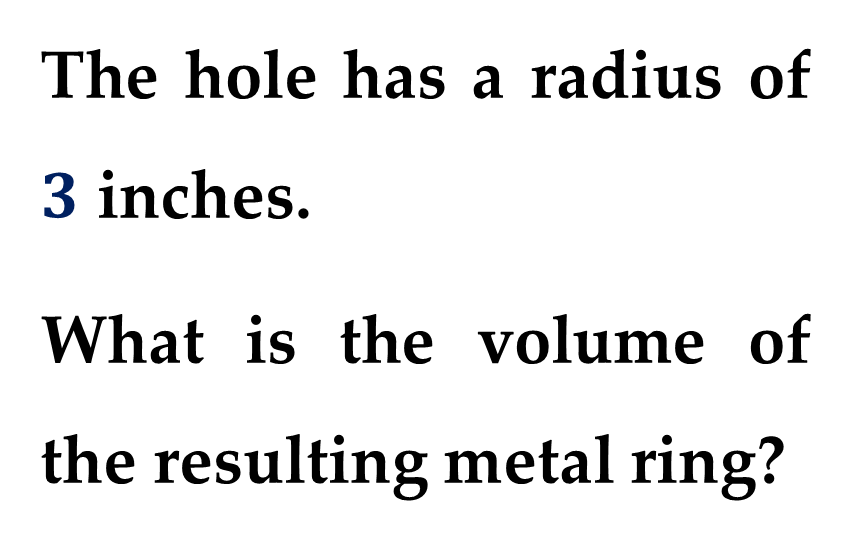 The hole has a radius of
3 inches.
What is the volume of
the resulting metal ring?